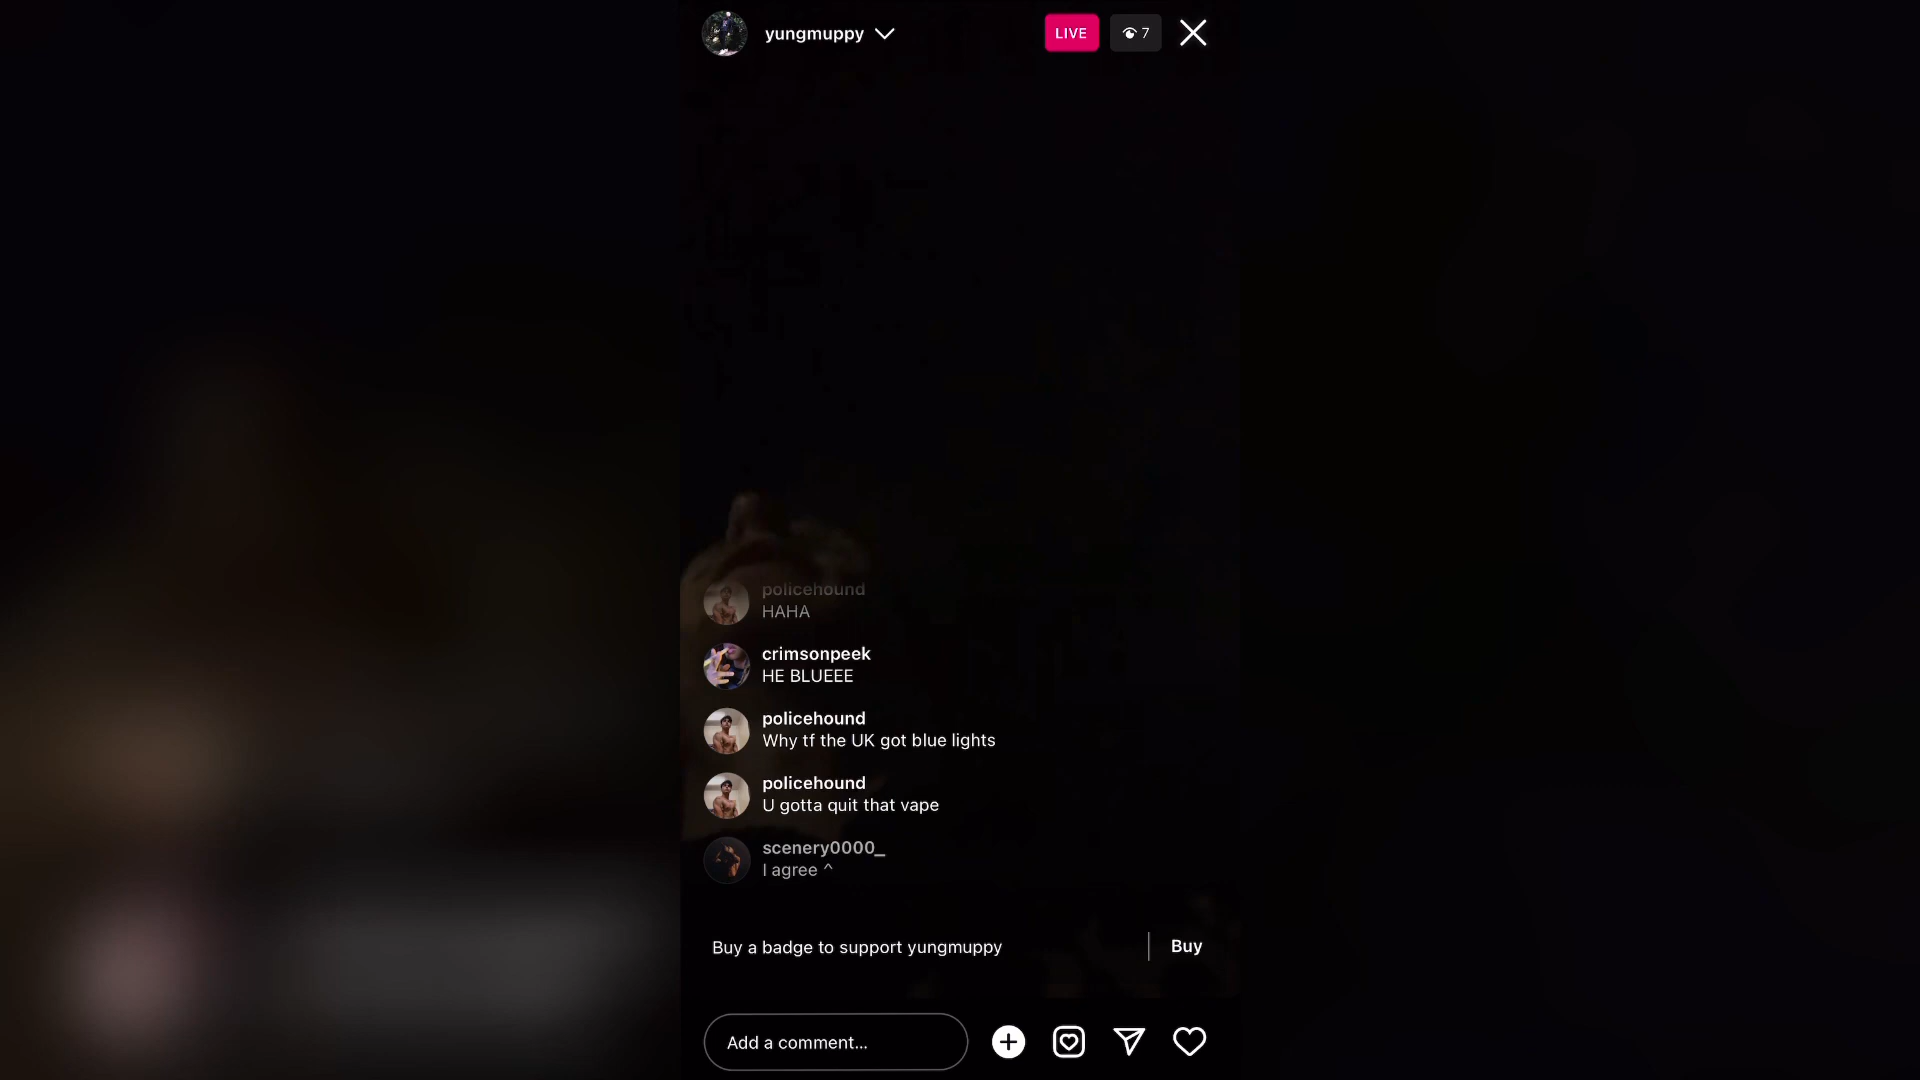 yungmuppy
LIVE
7
policehound
HAHA
crimsonpeek
HE BLUEEE
policehound
Why tf the UK got blue lights
policehound
U gotta quit that vape
scenery0000_
I agree ^
Buy a badge to support yungmuppy
Buy
Add a comment...